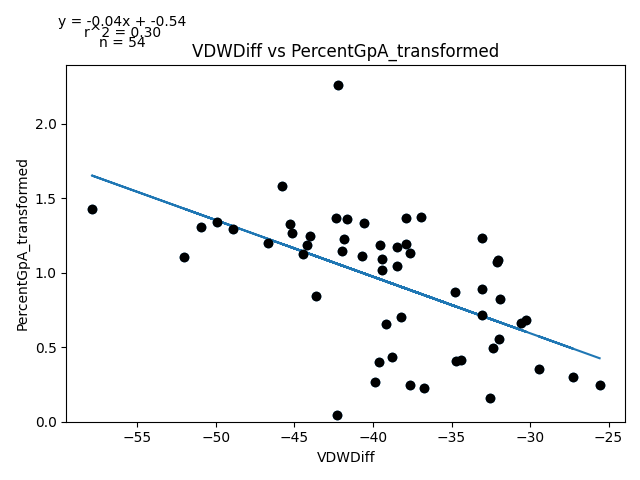 y = -0.04x + -0.54
r^2 = 0.30
n = 54
VDWDiff vs PercentGpA_transformed
PercentGpA_transformed
2.0
1.5
1.0
0.5
0.0
−55
−50
−45
−40
−35
−30
−25
VDWDiff